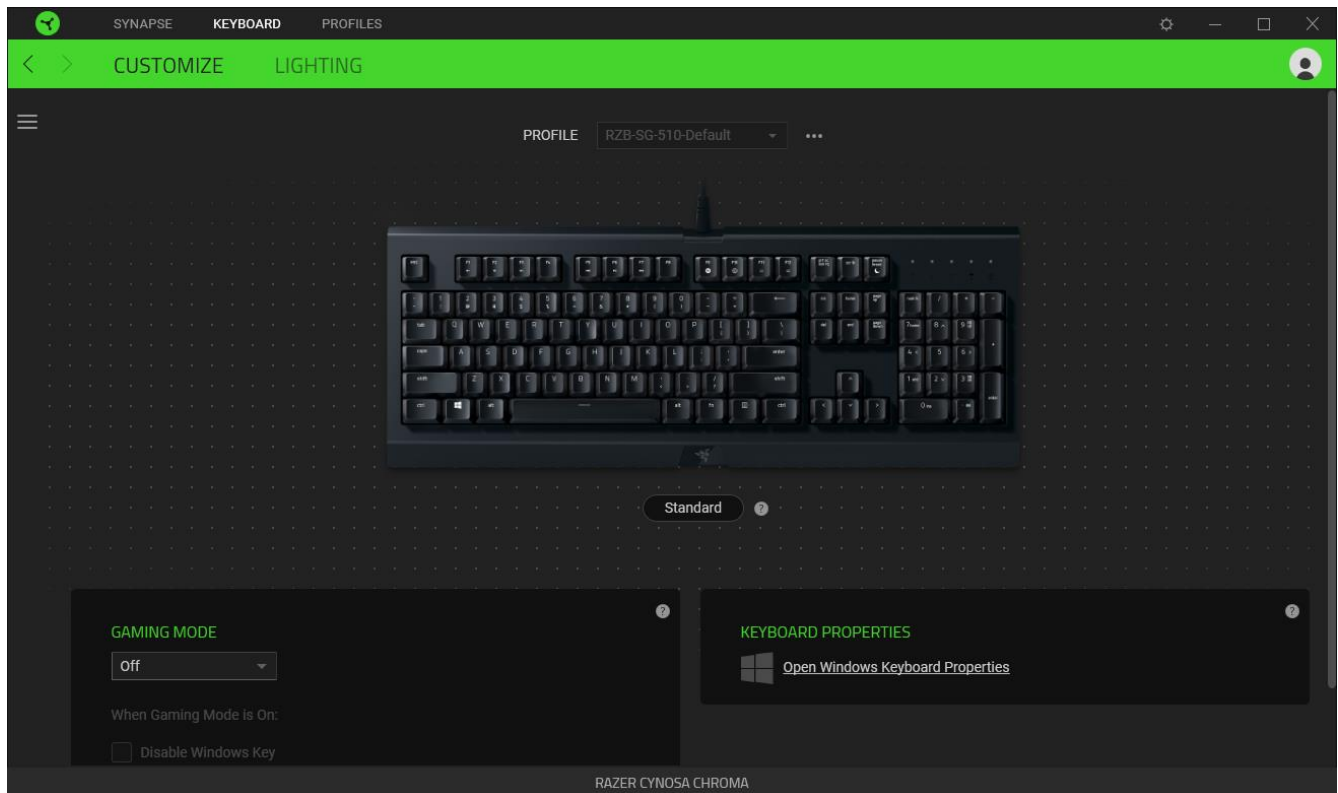 SYNAPSE KEYBOARD PROFILES
CUSTOMIZE LIGHTING
PROFILE RZB-SG-510-Default
Q W E R T Y U I O P
A S D F G H J K L
Z X C V B N M
Standard ?
?
GAMING MODE
Off
When Gaming Mode is On:
Disable Windows Key
?
KEYBOARD PROPERTIES
Open Windows Keyboard Properties
RAZER CYNOSA CHROMA